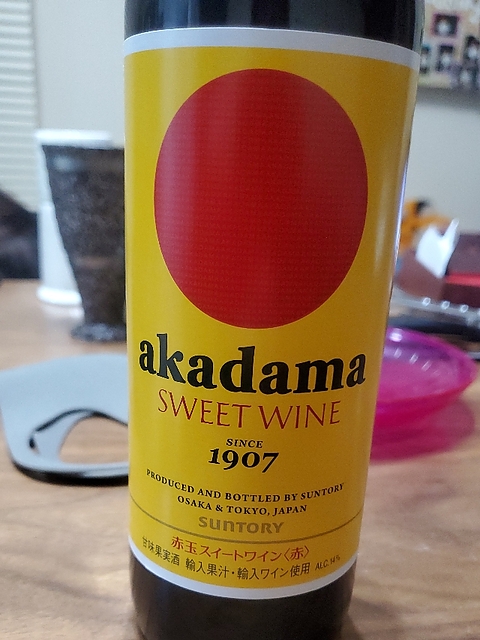 akadama
SWEET WINE
SINCE
1907
PRODUCED AND BOTTLED BY SUNTORY
OSAKA & TOKYO, JAPAN
SUNTORY
赤玉スイートワイン〈赤〉
甘味果実酒 輸入果汁・輸入ワイン使用 ALC.14%